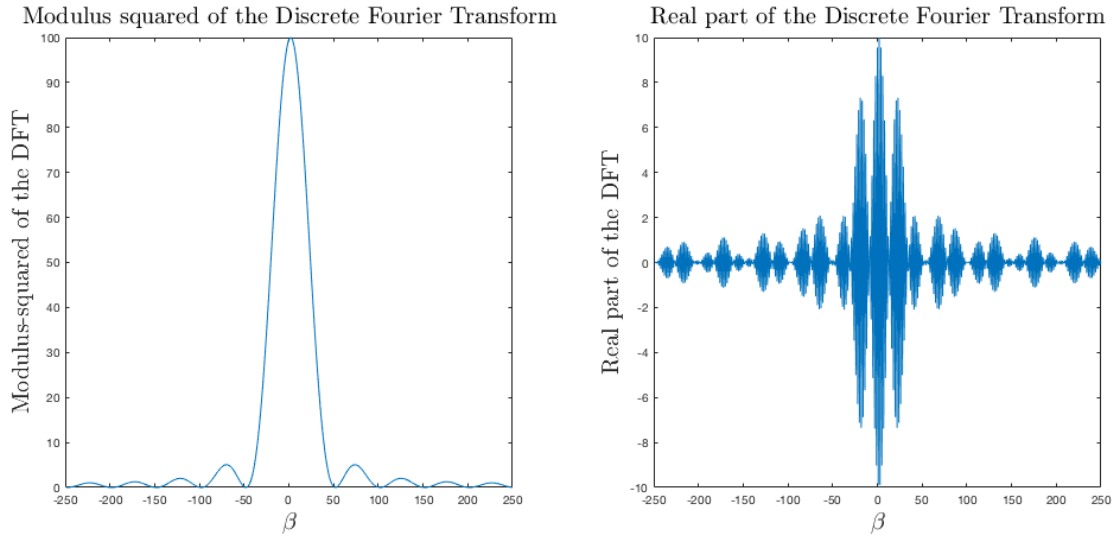 Modulus squared of the Discrete Fourier Transform
Modulus-squared of the DFT
100
90
80
70
60
50
40
30
20
10
0
-250 -200 -150 -100 -50 0 50 100 150 200 250
β
Real part of the Discrete Fourier Transform
Real part of the DFT
10
8
6
4
2
0
-2
-4
-6
-8
-10
-250 -200 -150 -100 -50 0 50 100 150 200 250
β